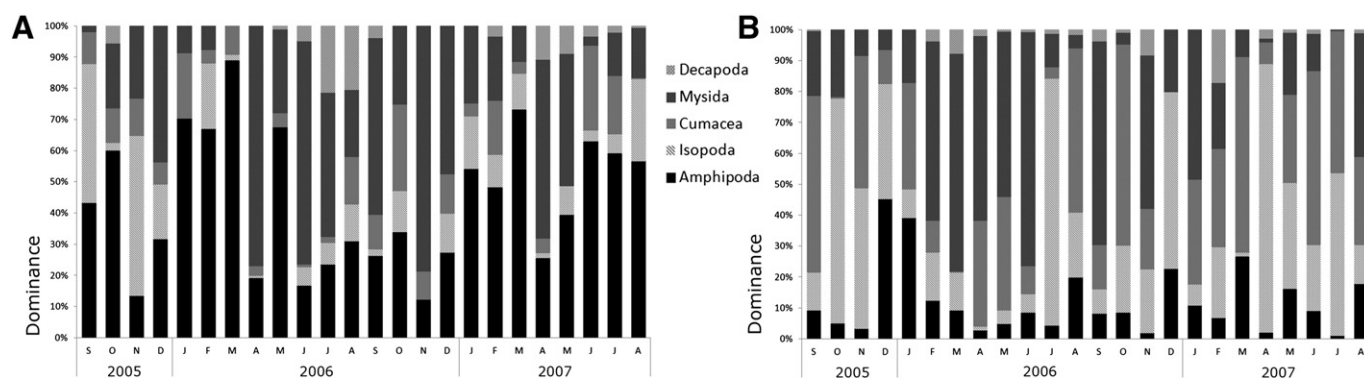 A
Dominance
100%
90%
80%
70%
60%
50%
40%
30%
20%
10%
0%
S O N D J F M A M J J A S O N D J F M A M J J A
2005 2006 2007
Decapoda
Mysida
Cumacea
Isopoda
Amphipoda
B
Dominance
100%
90%
80%
70%
60%
50%
40%
30%
20%
10%
0%
S O N D J F M A M J J A S O N D J F M A M J J A
2005 2006 2007